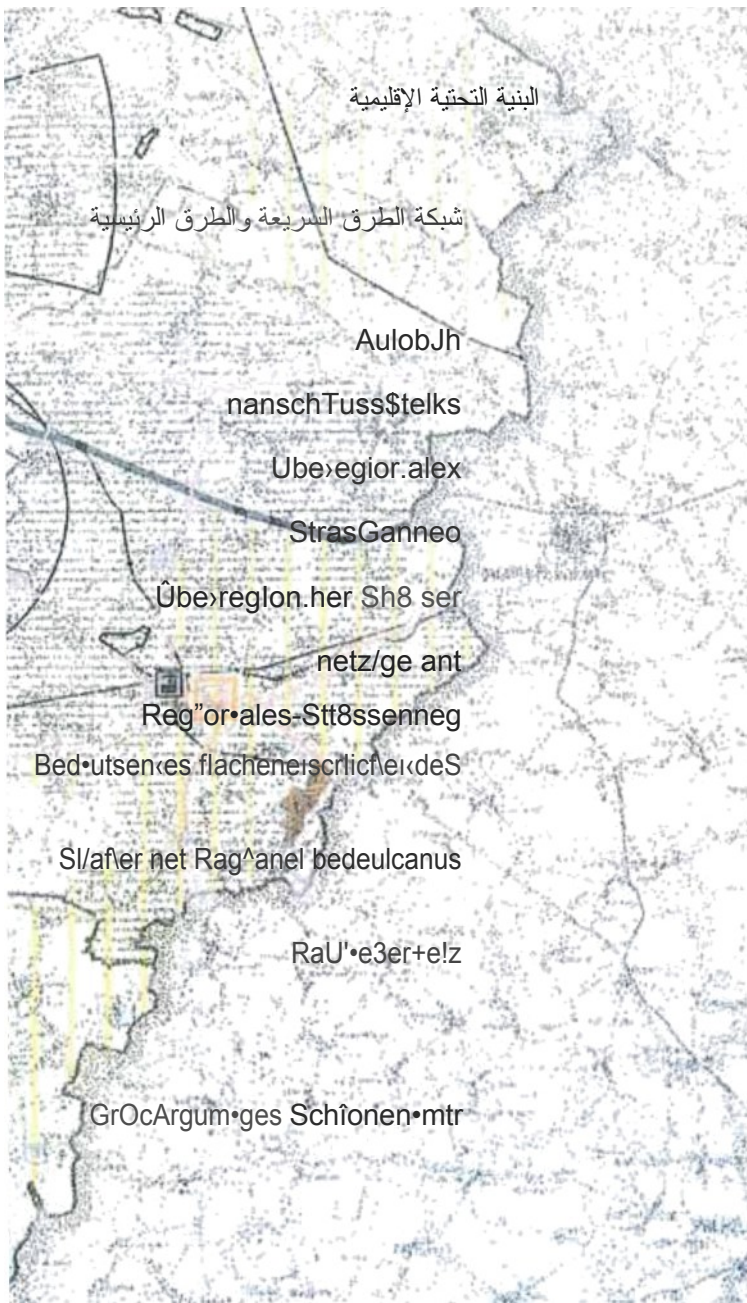 البنية التحتية الإقليمية
شبكة الطرق السريعة والطرق الرئيسية
AulobJh
nanschTuss$telks
Ube›egior.alex
StrasGanneo
Ûbe›reglon.her Sh8 ser
netz/ge ant
Reg”or•ales-Stt8ssenneg
Bed•utsen‹es flacheneıscrlicf\eı‹deS
Sl/af\er net Rag^anel bedeulcanus
RaU'•e3er+e!z
GrOcArgum•ges Schîonen•mtr